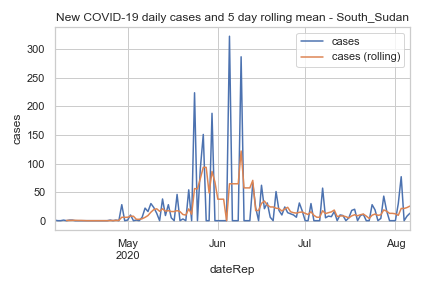 New COVID-19 daily cases and 5 day rolling mean - South_Sudan
cases
cases (rolling)
300
250
200
150
100
50
0
cases
May
2020
Jun
Jul
Aug
dateRep